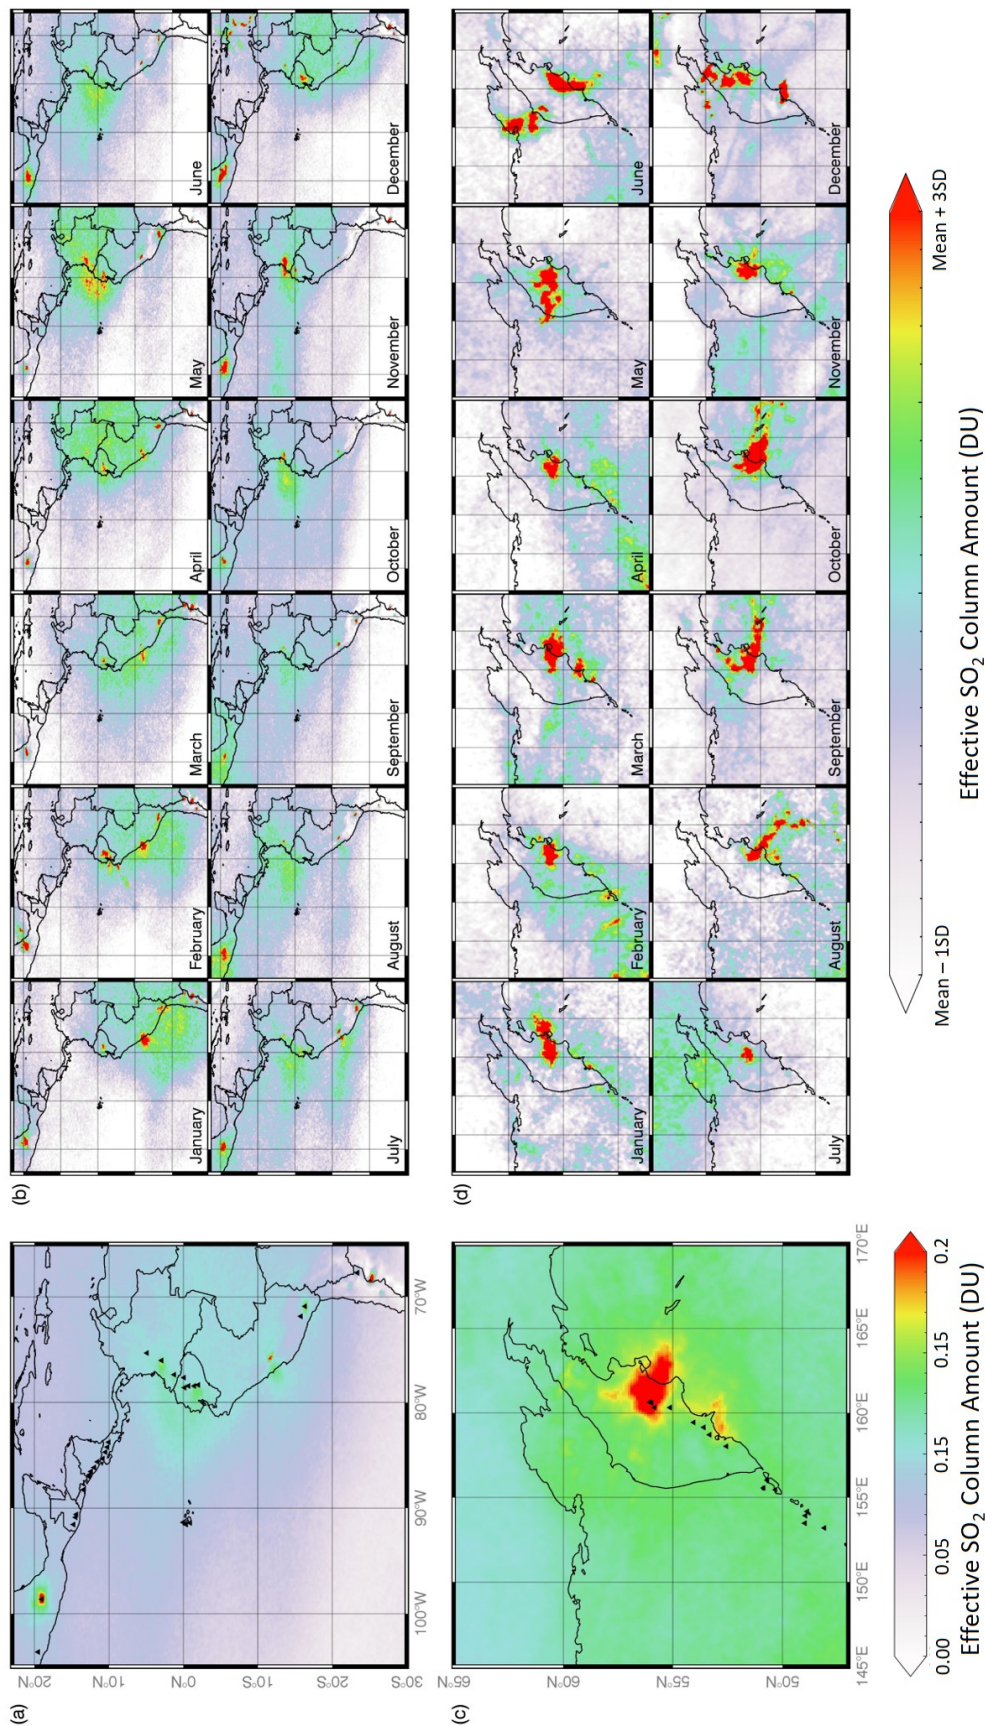 (a)
20°N
10°N
0°N
10°S
20°S
30°S
100°W 90°W 80°W 70°W
(b)
January February March April May June
July August September October November December
(c)
65°N
60°N
55°N
50°N
145°E 150°E 155°E 160°E 165°E 170°E
(d)
January February March April May June
July August September October November December
0.00 0.05 0.15 0.15 0.2
Effective SO₂ Column Amount (DU)
Mean – 1SD Mean + 3SD
Effective SO₂ Column Amount (DU)